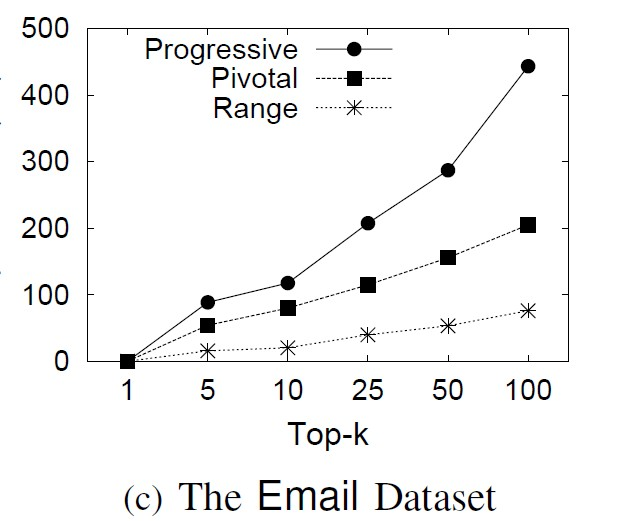 500
400
300
200
100
0
Progressive
Pivotal
Range
1 5 10 25 50 100
Top-k
(c) The Email Dataset